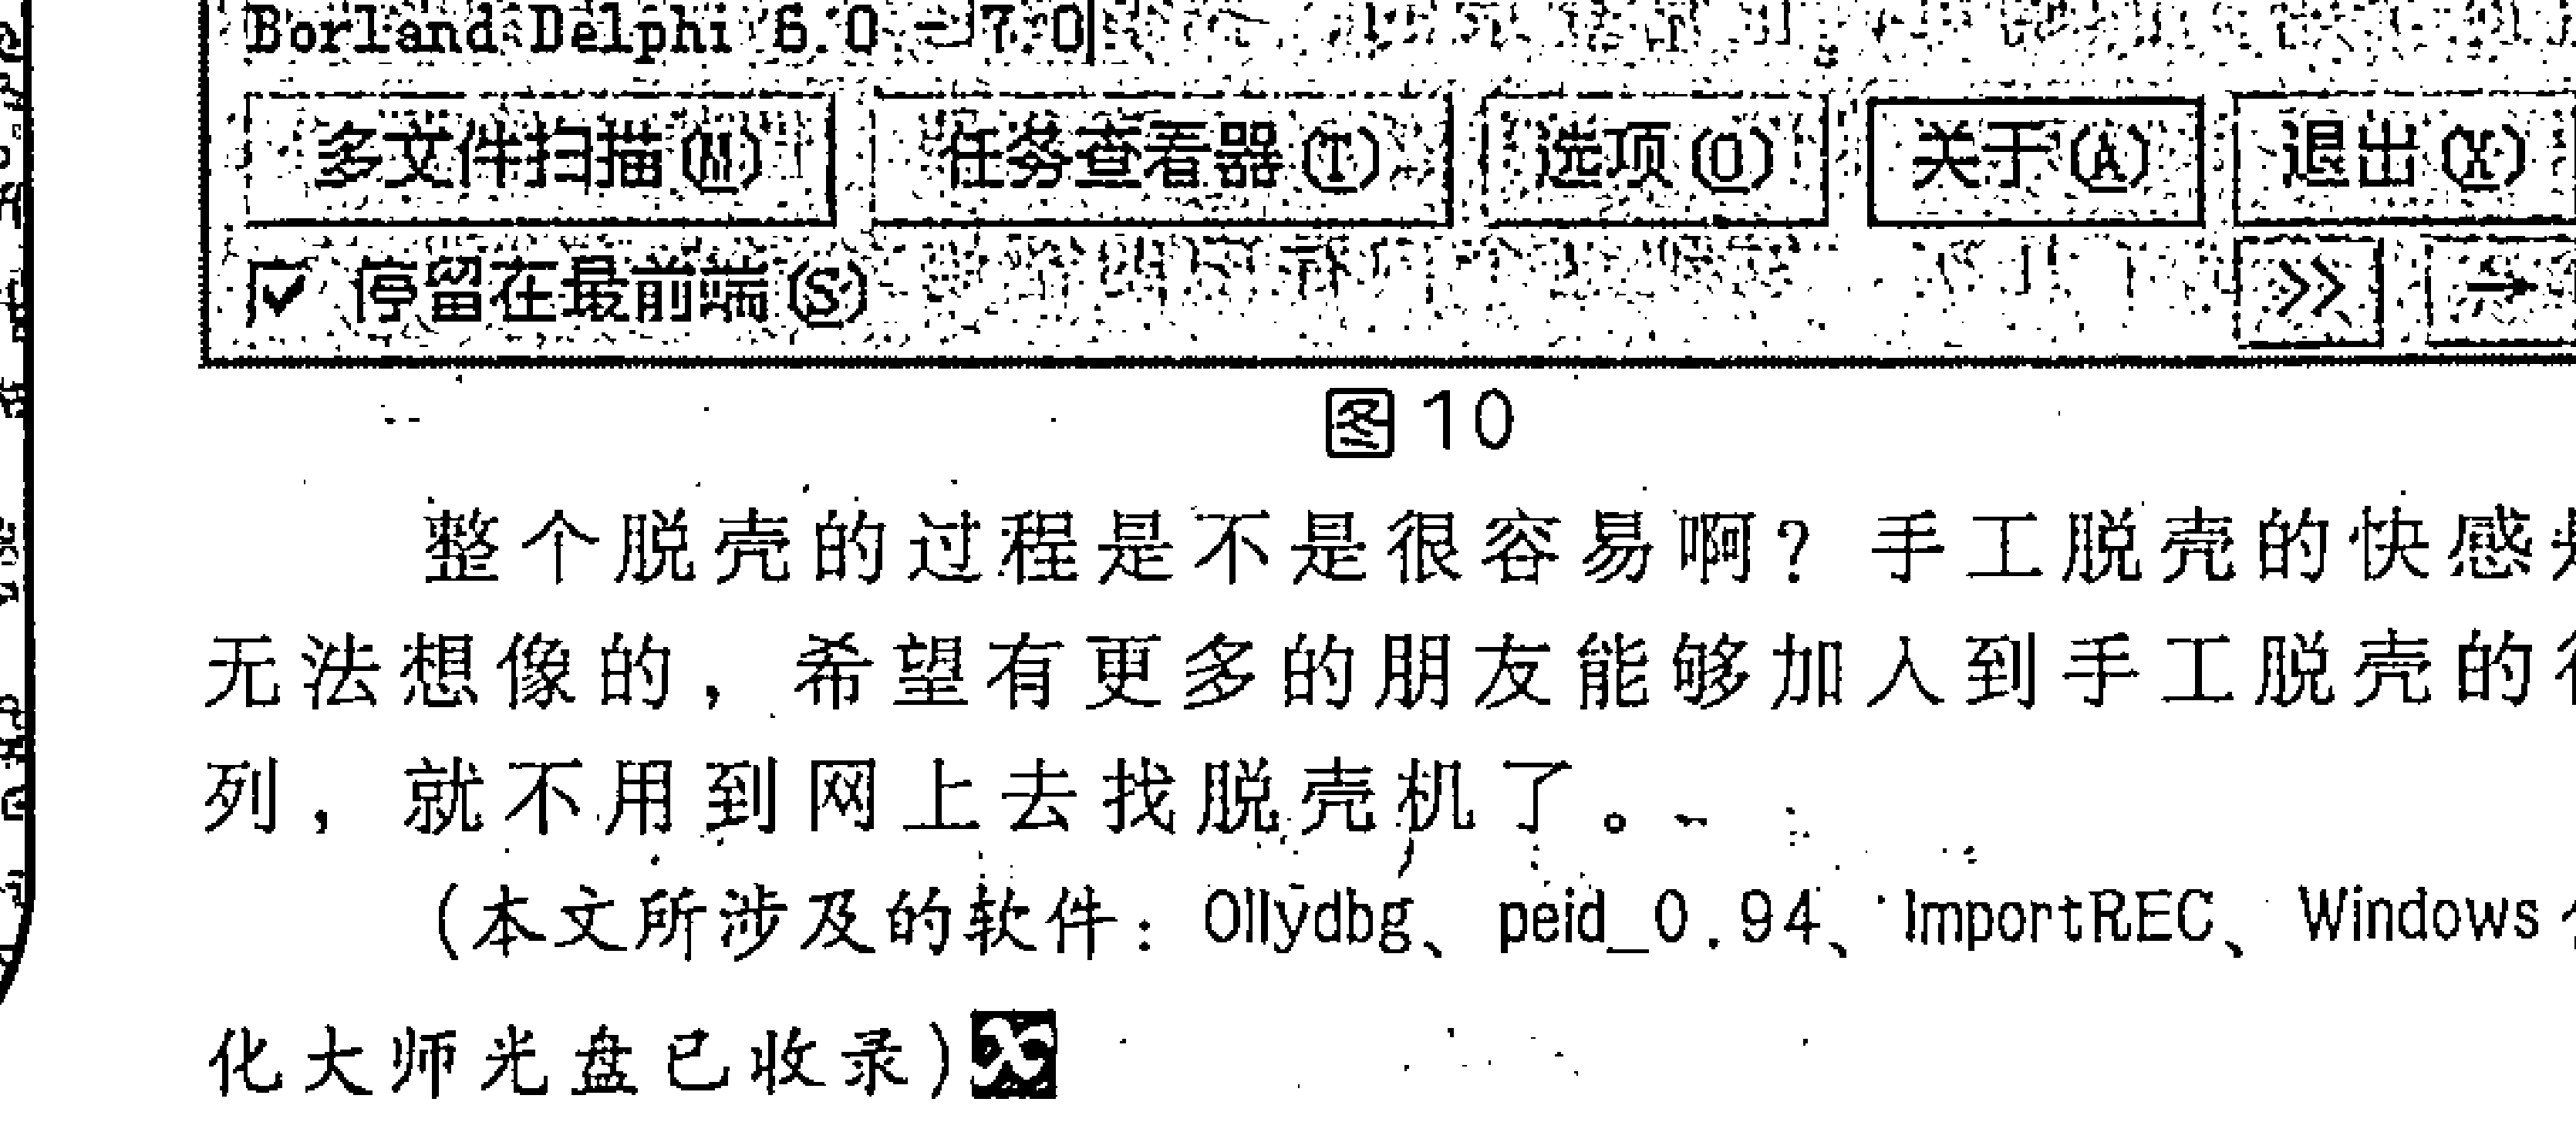 Borland Delphi 6.0 - 7.0
多文件扫描(M) 任务查看器(T) 选项(O) 关于(A) 退出(X)
停留在最前端(S) >> →
图10
整个脱壳的过程是不是很容易啊？手工脱壳的快感
无法想像的，希望有更多的朋友能够加入到手工脱壳的
列，就不用到网上去找脱壳机了。
(本文所涉及的软件：Ollydbg、peid_0.94、ImportREC、Windows
化大师光盘已收录)